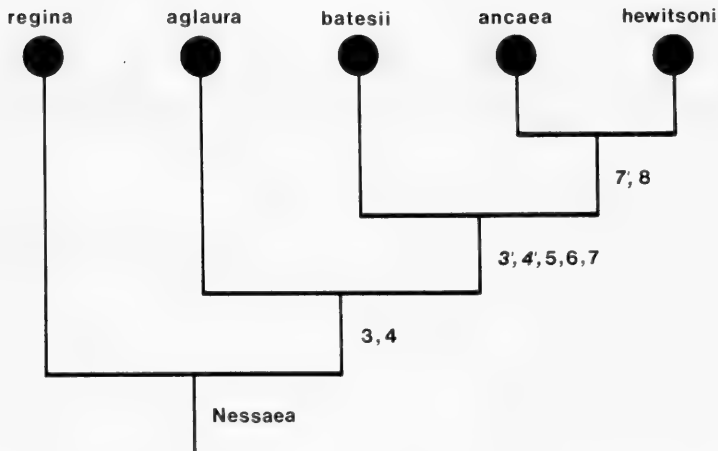 regina aglaura batesii ancaea hewitsoni
7', 8
3', 4', 5, 6, 7
3, 4
Nessaea